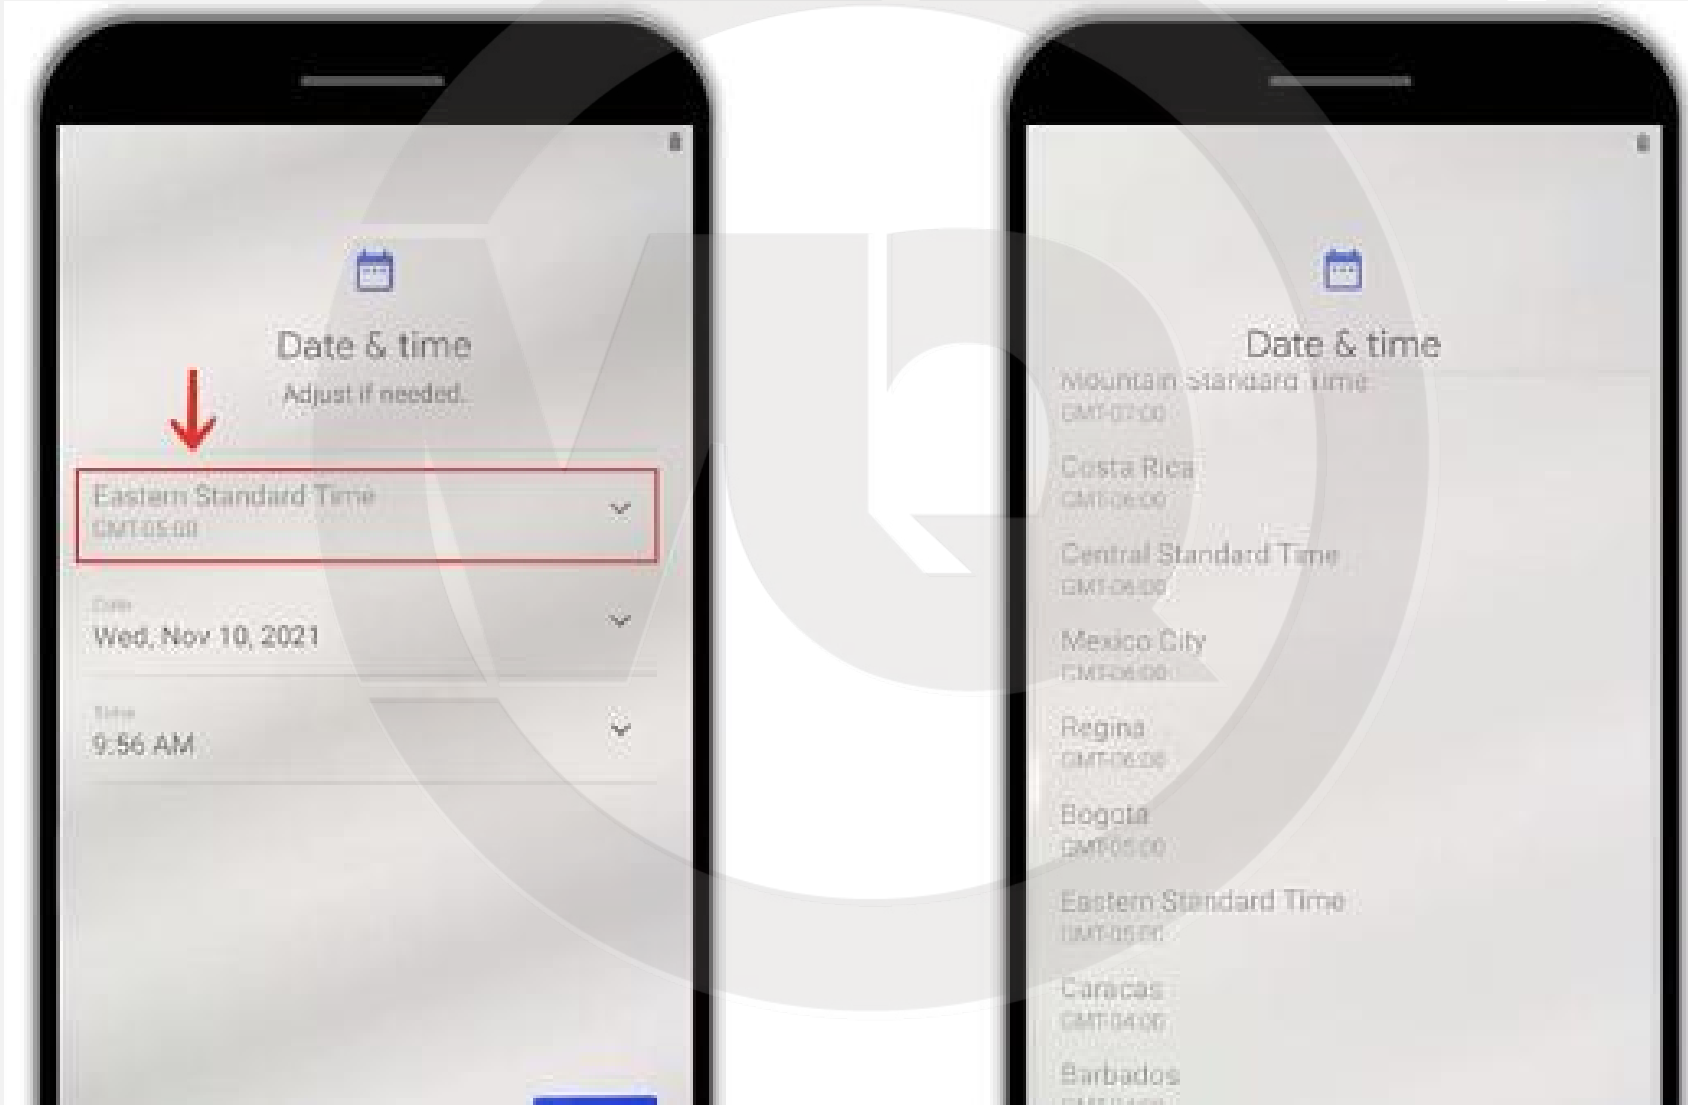 Date & time
Adjust if needed.
Eastern Standard Time
GMT-05:00
Date
Wed, Nov 10, 2021
Time
9:56 AM
Date & time
Mountain Standard Time
GMT-07:00
Costa Rica
GMT-06:00
Central Standard Time
GMT-06:00
Mexico City
GMT-06:00
Regina
GMT-06:00
Bogota
GMT-05:00
Eastern Standard Time
GMT-05:00
Caracas
GMT-04:00
Barbados